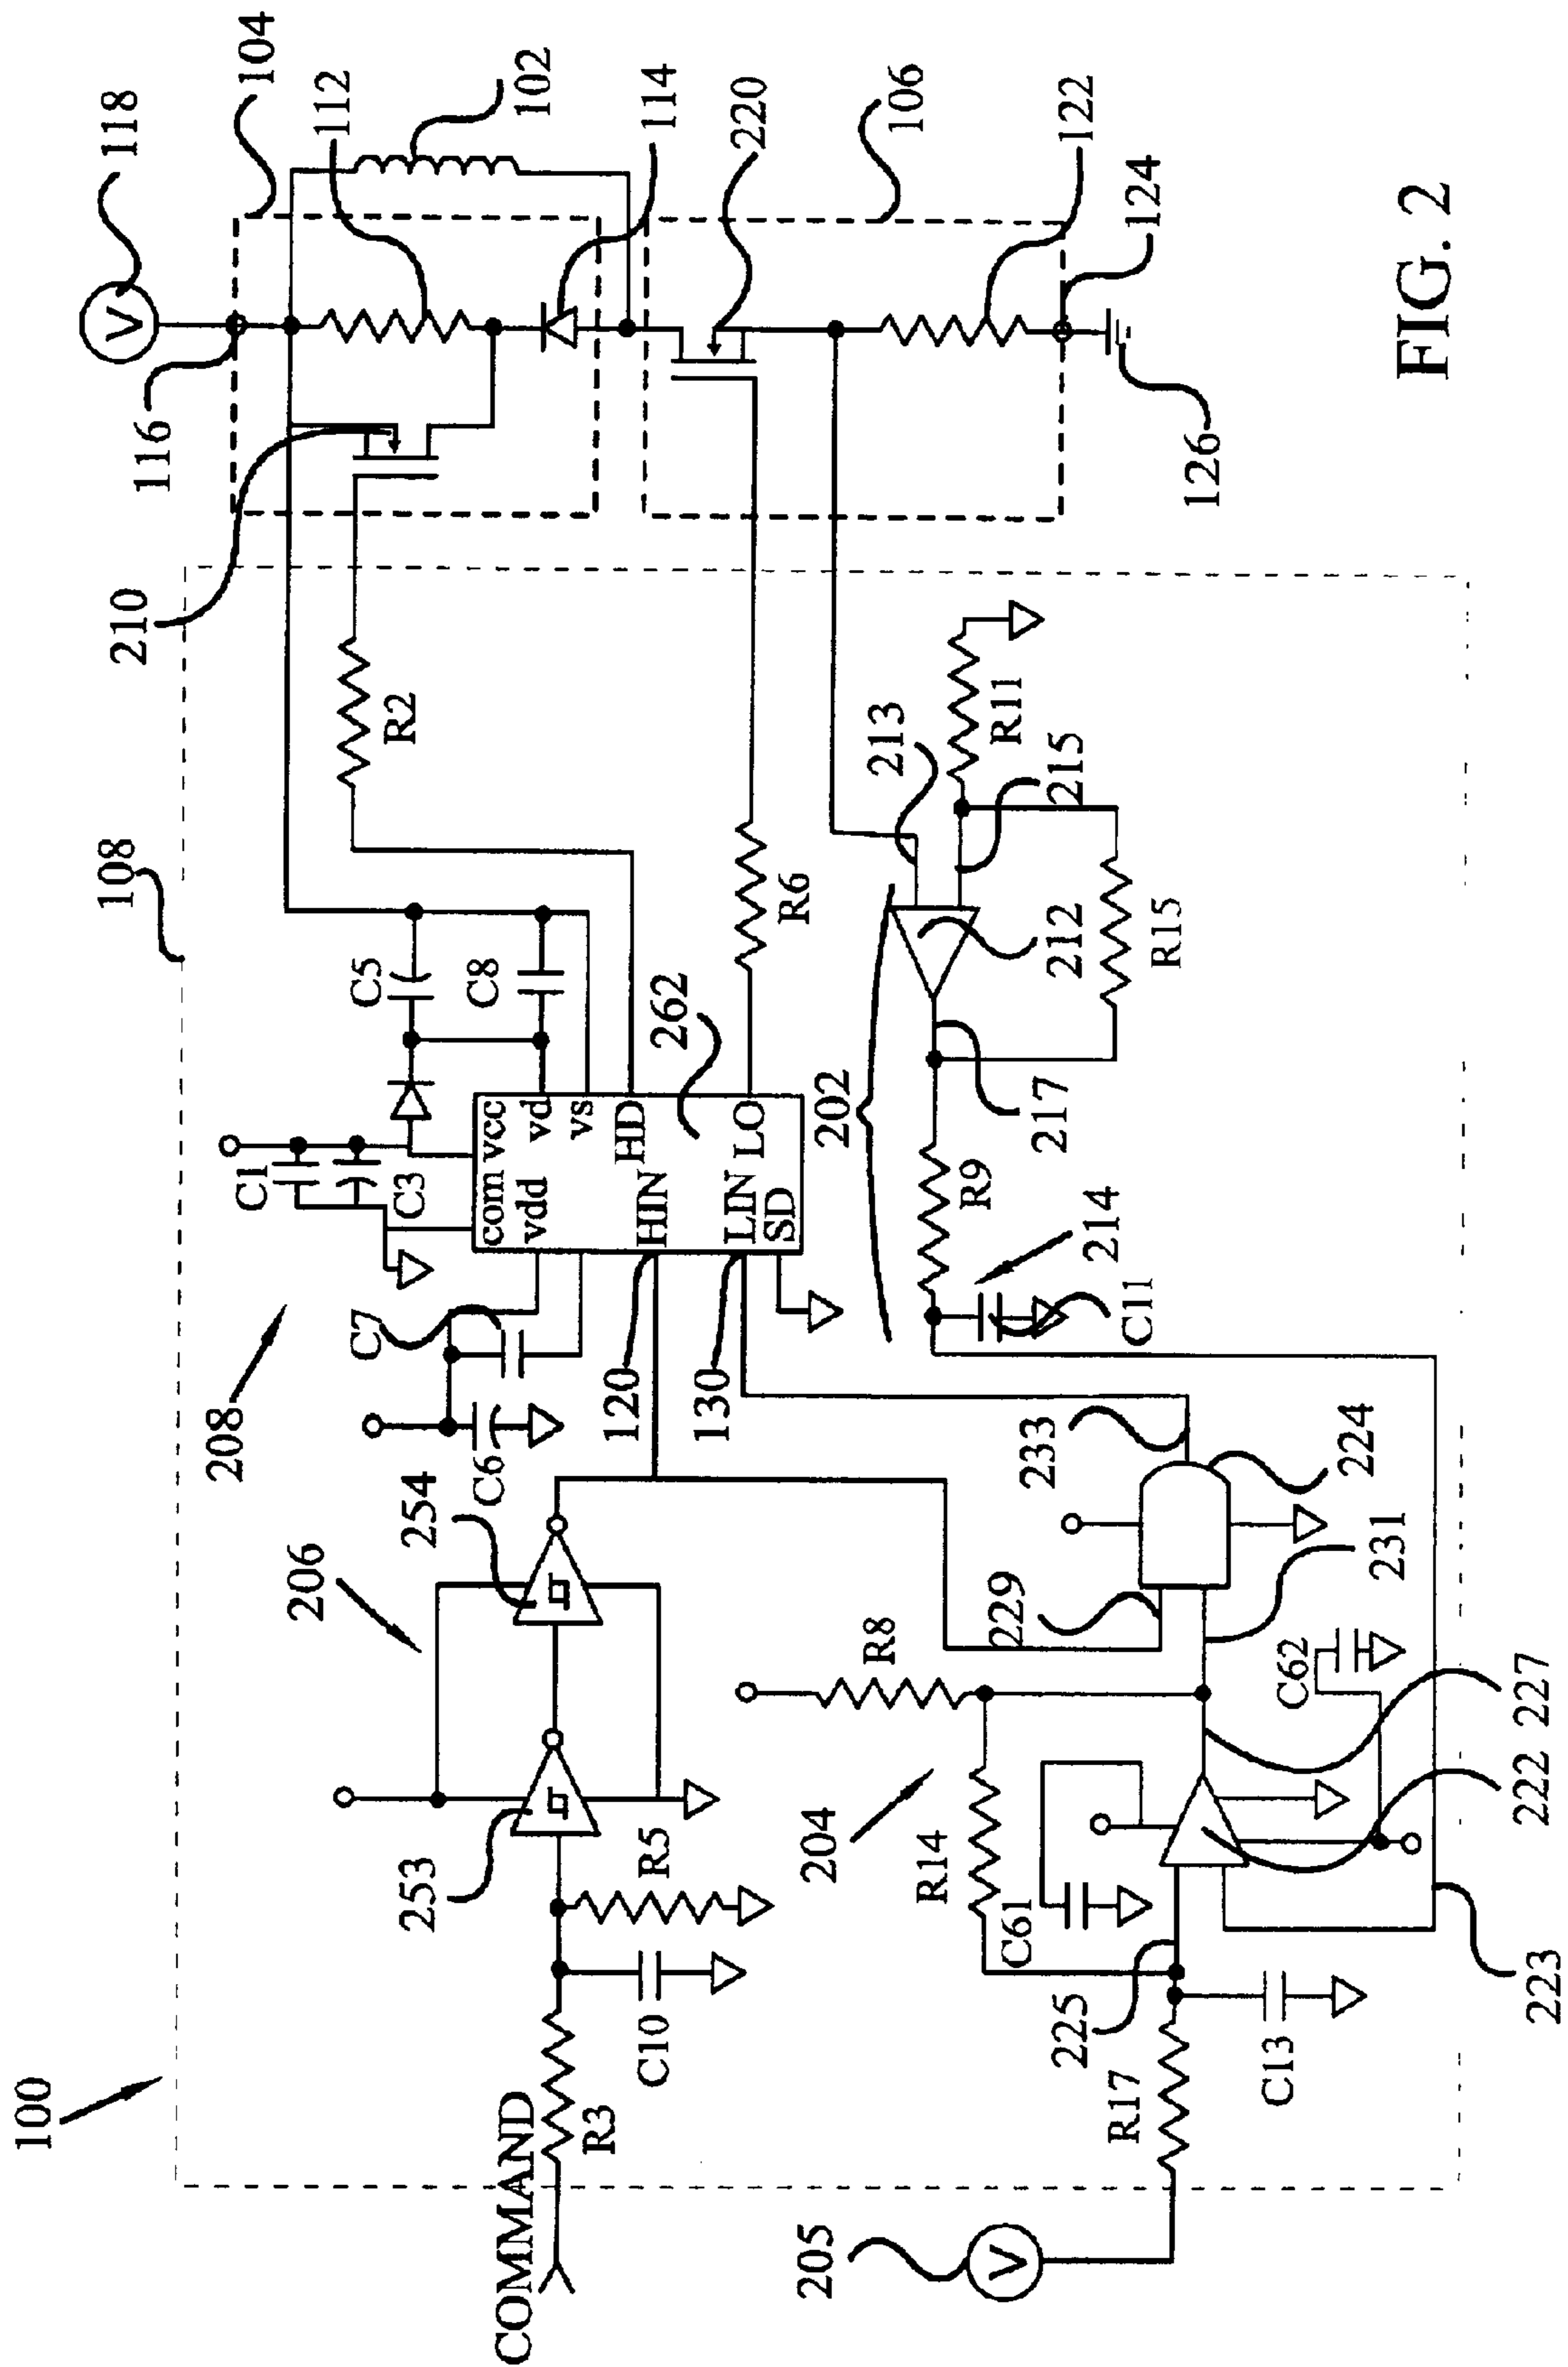 100
108
118
104
116
112
102
210
114
220
106
122
124
126
208
C1
C3
C5
C8
R2
C7
C6
com
vcc
vdd
vd
vs
HIN
HD
LIN
LO
SD
262
120
130
R6
206
254
253
COMMAND
R3
C10
R5
202
213
215
R11
212
R15
217
R9
214
C11
233
224
229
231
R8
204
R14
C61
C62
227
222
223
225
R17
C13
205
V
V
FIG. 2